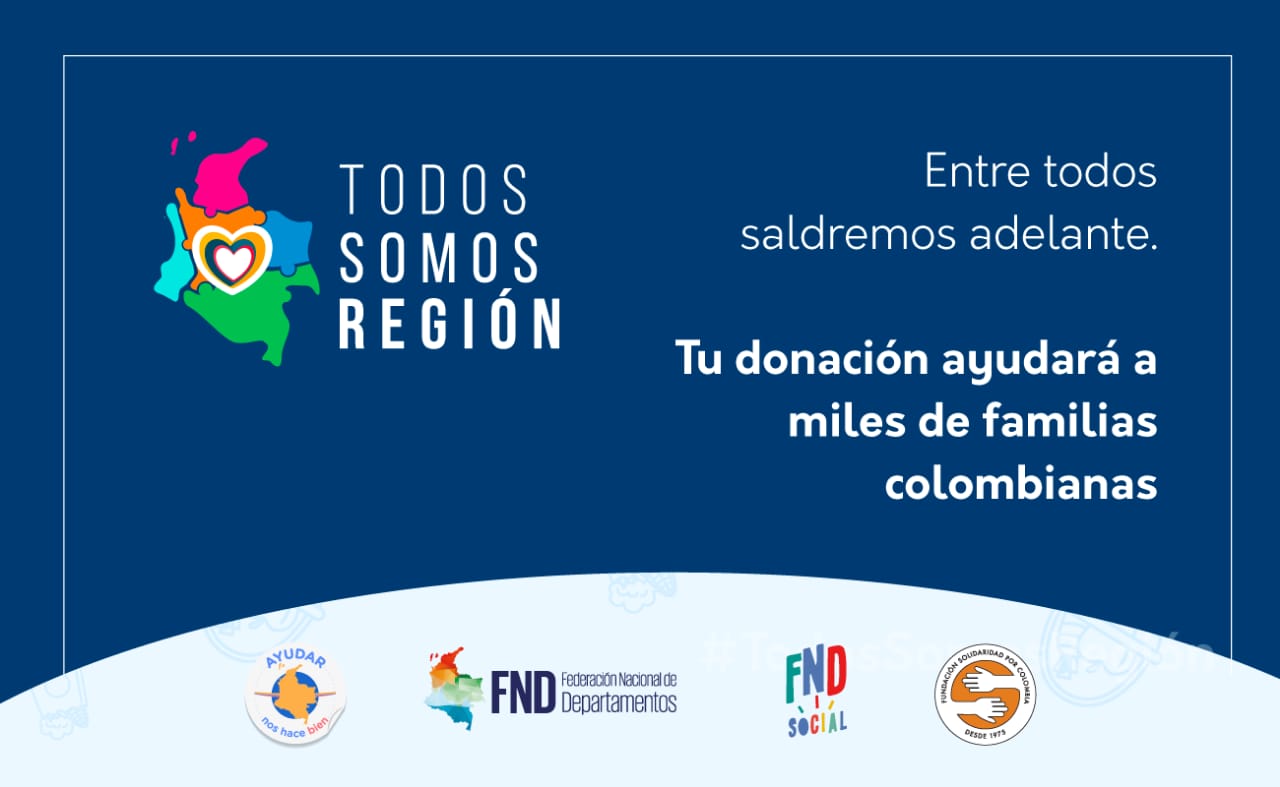 TODOS
SOMOS
REGIÓN
Entre todos
saldremos adelante.
Tu donación ayudará a
miles de familias
colombianas
AYUDAR
nos hace bien
FND
Federación Nacional de
Departamentos
FND
SOCIAL
FUNDACIÓN SOLIDARIDAD POR COLOMBIA
DESDE 1975